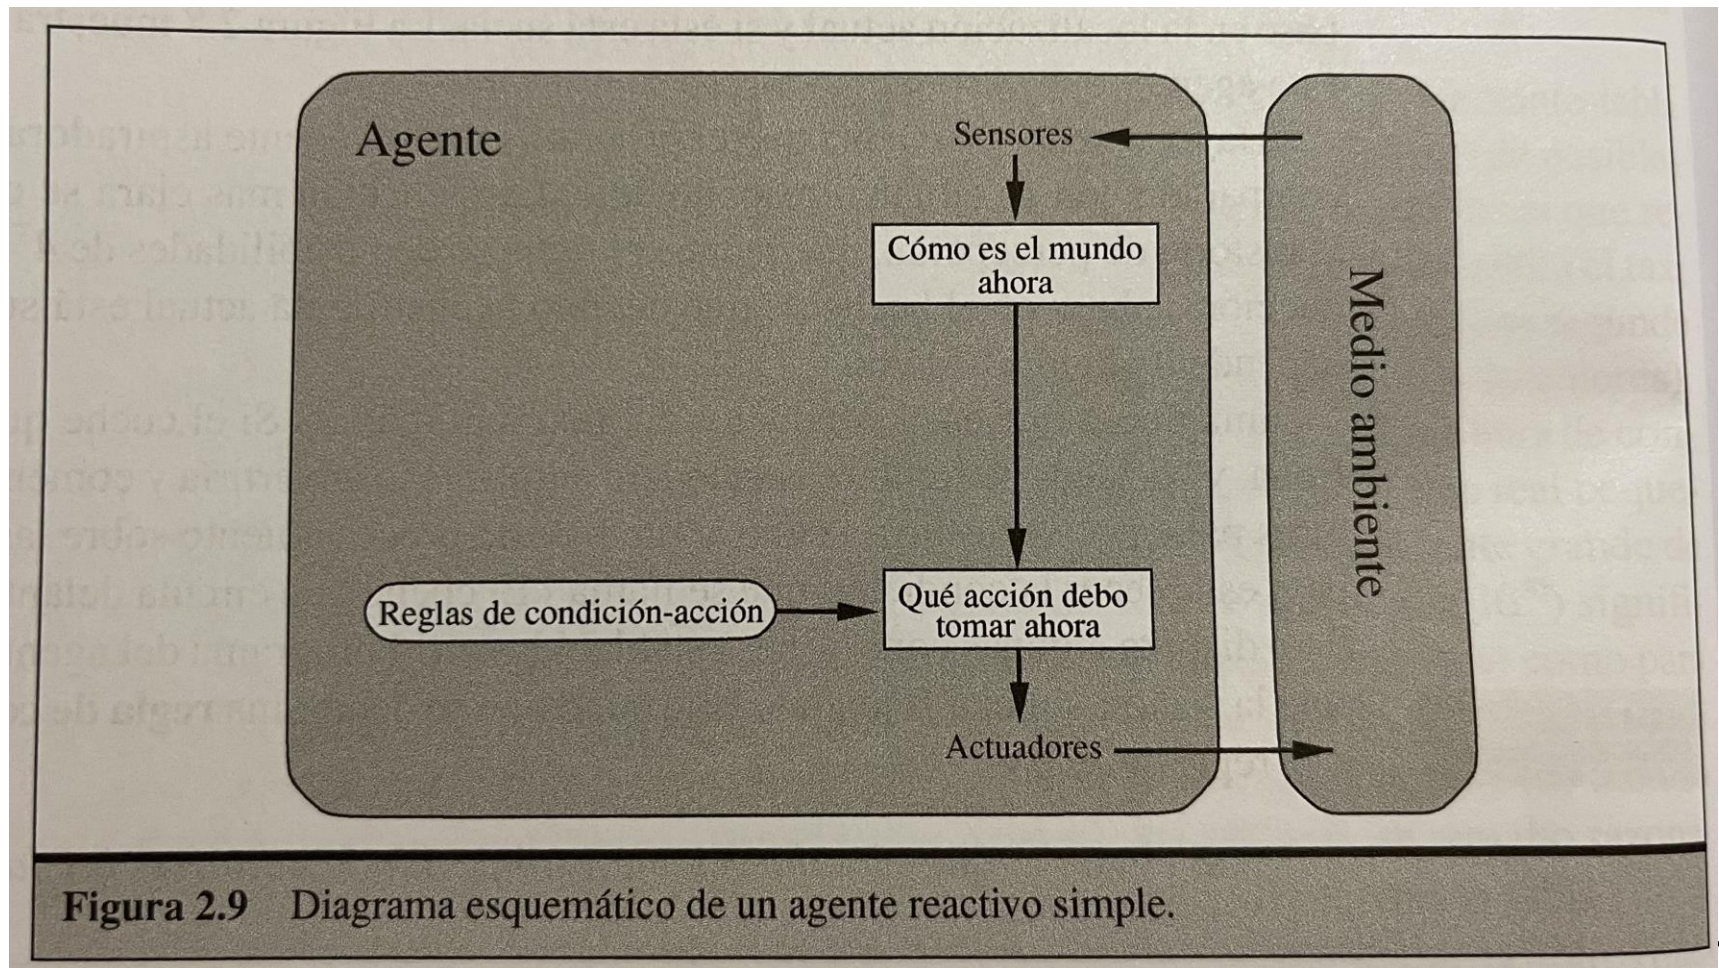 Agente
Sensores
Cómo es el mundo
ahora
Medio ambiente
Reglas de condición-acción
Qué acción debo
tomar ahora
Actuadores
Figura 2.9 Diagrama esquemático de un agente reactivo simple.